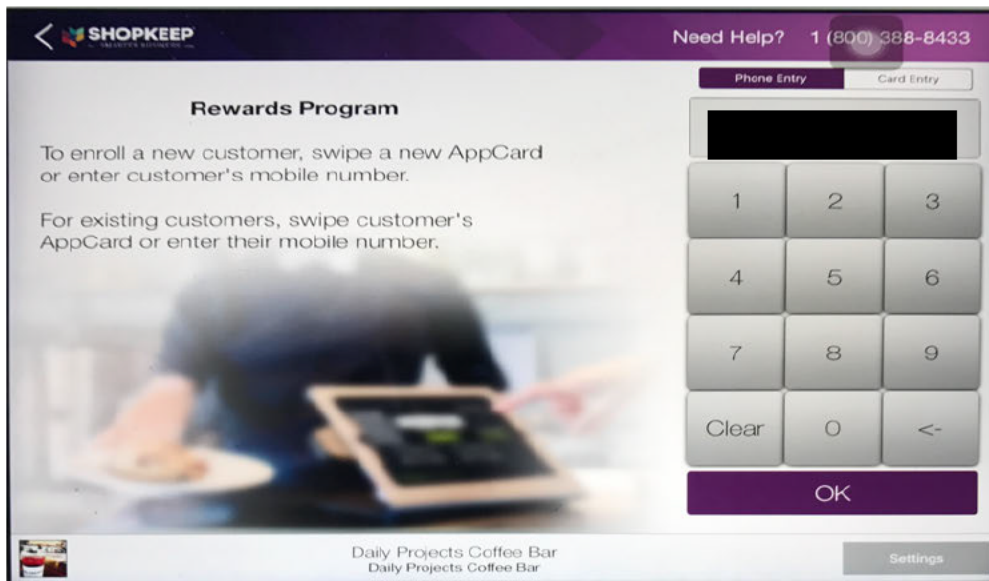 SHOPKEEP
Need Help? 1 (800) 388-8433
Phone Entry Card Entry
Rewards Program
To enroll a new customer, swipe a new AppCard
or enter customer's mobile number.
For existing customers, swipe customer's
AppCard or enter their mobile number.
1 2 3
4 5 6
7 8 9
Clear 0 <-
OK
Daily Projects Coffee Bar
Daily Projects Coffee Bar
Settings